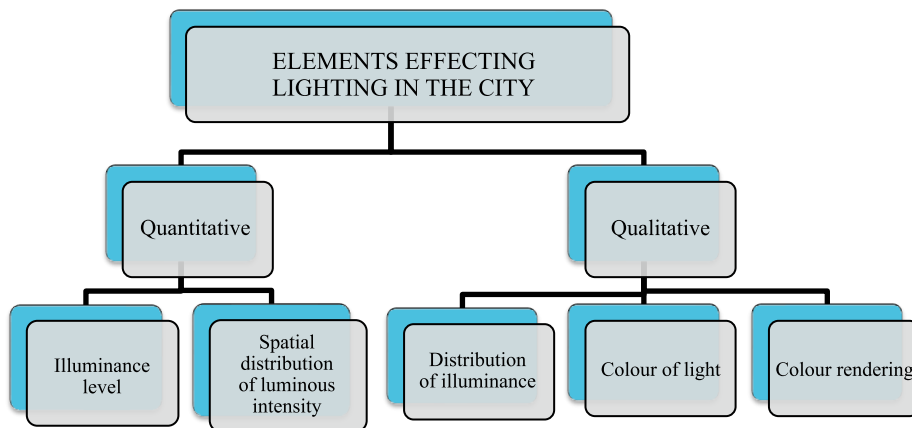 ELEMENTS EFFECTING
LIGHTING IN THE CITY
Quantitative
Qualitative
Illuminance
level
Spatial
distribution
of luminous
intensity
Distribution
of illuminance
Colour of light
Colour rendering